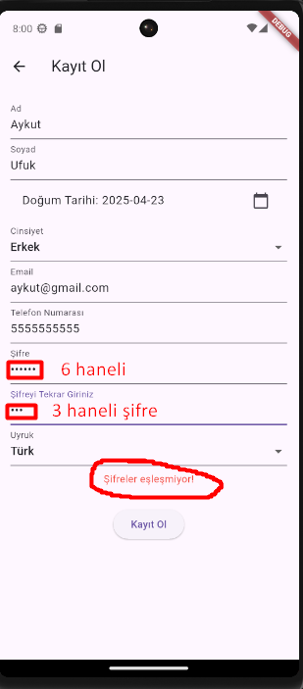 8:00
DEBUG
Kayıt Ol
Ad
Aykut
Soyad
Ufuk
Doğum Tarihi: 2025-04-23
Cinsiyet
Erkek
Email
aykut@gmail.com
Telefon Numarası
5555555555
Şifre
•••••• 6 haneli
Şifreyi Tekrar Giriniz
••• 3 haneli şifre
Uyruk
Türk
Şifreler eşleşmiyor!
Kayıt Ol